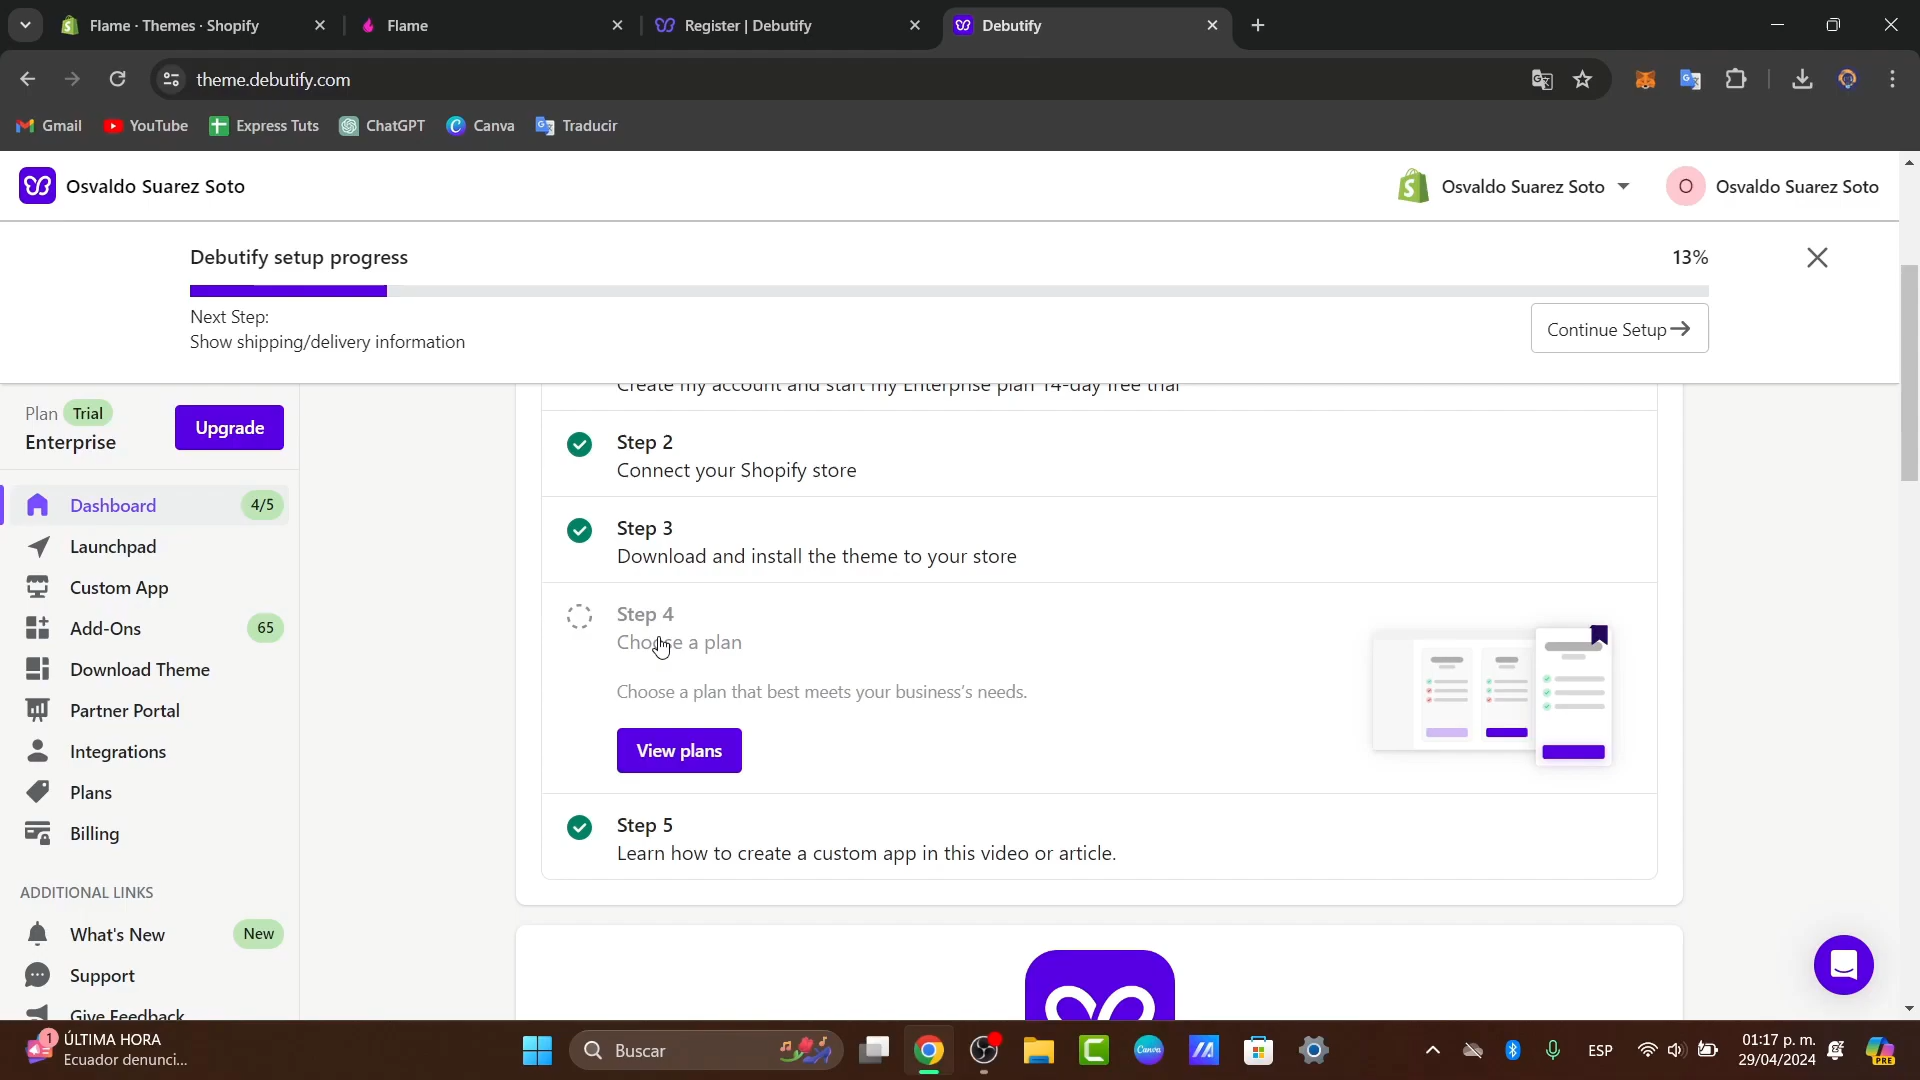 Flame · Themes · Shopify
Flame
Register | Debutify
Debutify
theme.debutify.com
Gmail
YouTube
Express Tuts
ChatGPT
Canva
Traducir
Osvaldo Suarez Soto
Osvaldo Suarez Soto
O
Osvaldo Suarez Soto
Debutify setup progress
13%
Next Step:
Show shipping/delivery information
Continue Setup
Plan Trial
Enterprise
Upgrade
Dashboard 4/5
Launchpad
Custom App
Add-Ons 65
Download Theme
Partner Portal
Integrations
Plans
Billing
ADDITIONAL LINKS
What's New New
Support
Give Feedback
Create my account and start my Enterprise plan 14-day free trial
Step 2
Connect your Shopify store
Step 3
Download and install the theme to your store
Step 4
Choose a plan
Choose a plan that best meets your business's needs.
View plans
Step 5
Learn how to create a custom app in this video or article.
1
ÚLTIMA HORA
Ecuador denunci...
Buscar
Canva
ESP
01:17 p. m.
29/04/2024
PRE